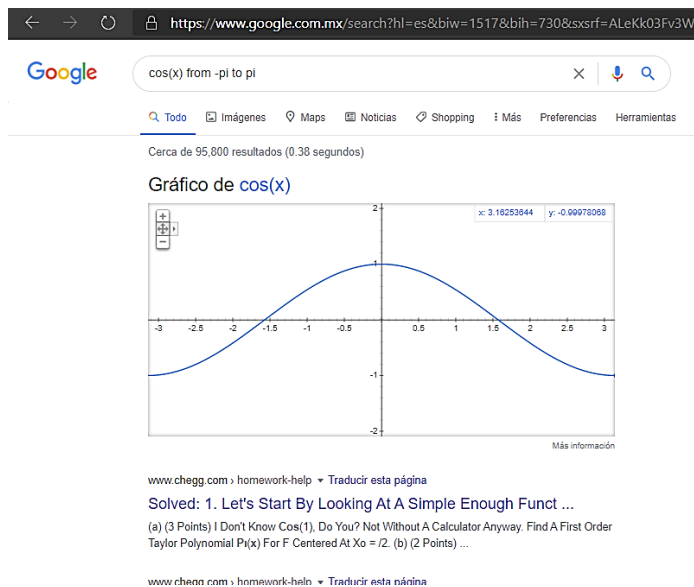 https://www.google.com.mx/search?hl=es&biw=1517&bih=730&sxsrf=ALeKk03Fv3W
Google
cos(x) from -pi to pi
Todo Imágenes Maps Noticias Shopping Más Preferencias Herramientas
Cerca de 95,800 resultados (0.38 segundos)
Gráfico de cos(x)
x: 3.16253644 y: -0.99978068
2
1
-3 -2.5 -2 -1.5 -1 -0.5 0.5 1 1.5 2 2.5 3
-1
-2
Más información
www.chegg.com › homework-help Traducir esta página
Solved: 1. Let's Start By Looking At A Simple Enough Funct ...
(a) (3 Points) I Don't Know Cos(1), Do You? Not Without A Calculator Anyway. Find A First Order
Taylor Polynomial P1(x) For F Centered At Xo = /2. (b) (2 Points) ...
www.chegg.com › homework-help Traducir esta página